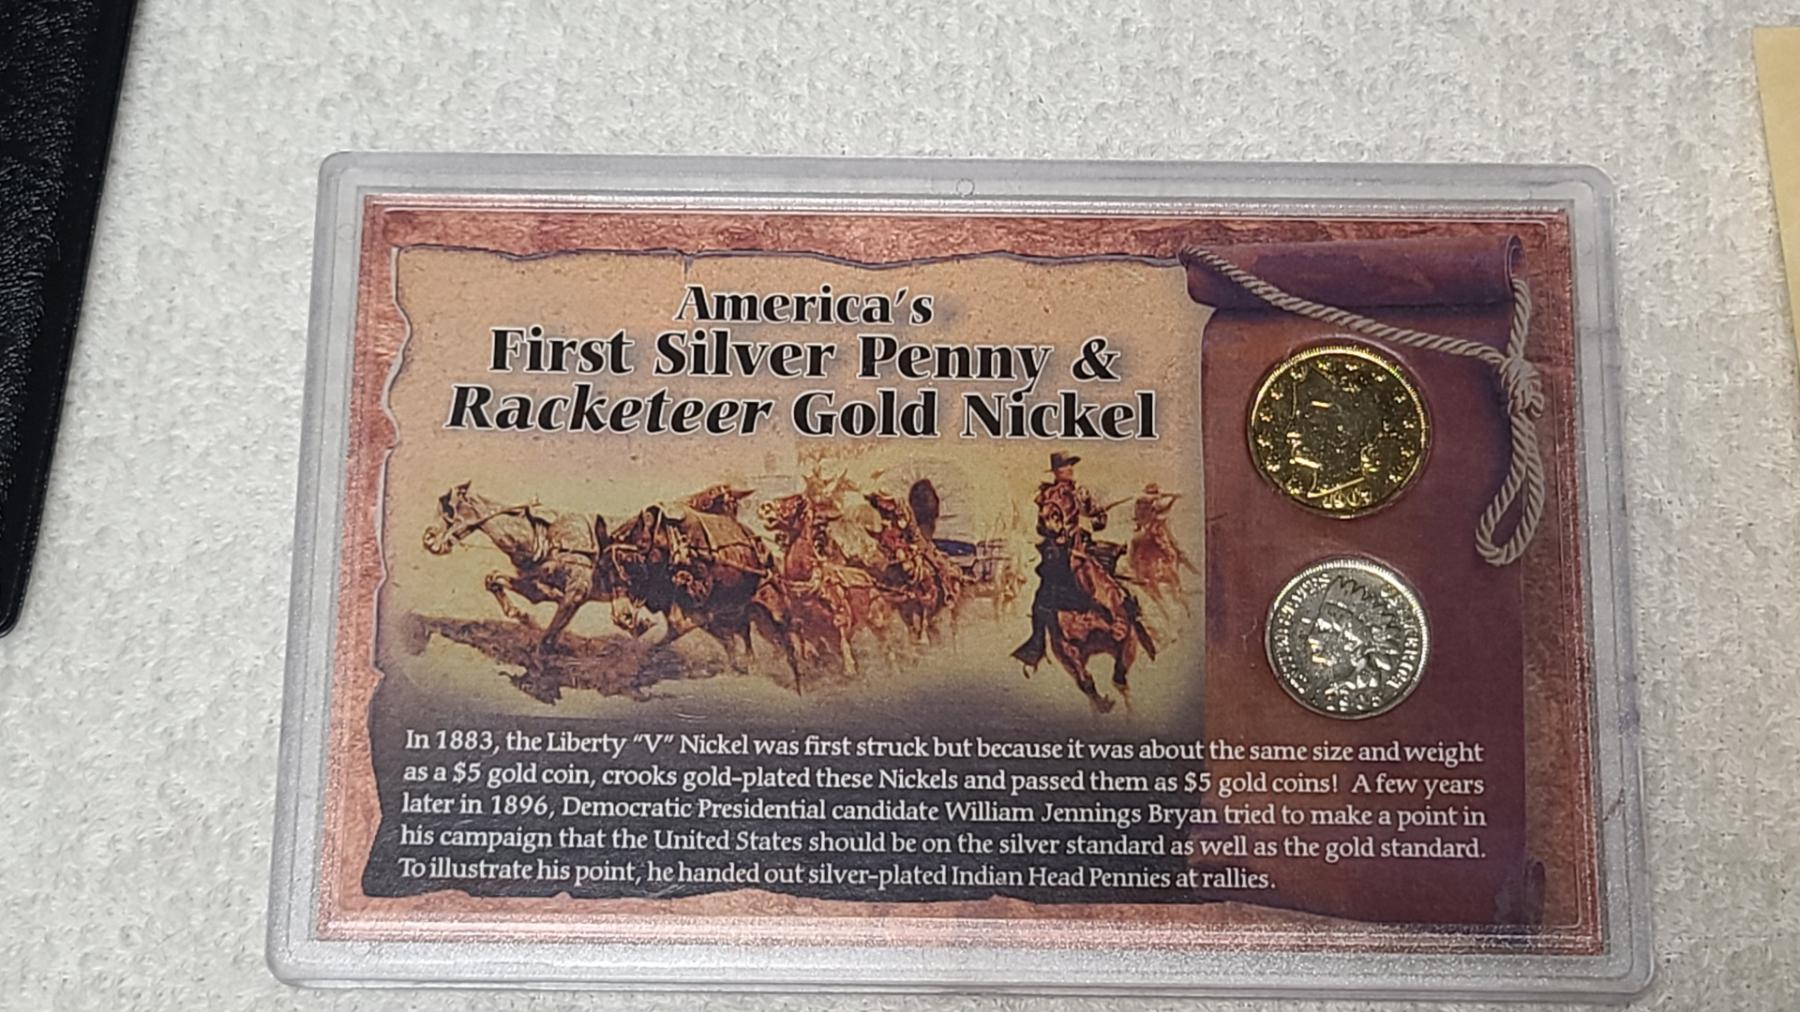 America's
First Silver Penny &
Racketeer Gold Nickel
In 1883, the Liberty "V" Nickel was first struck but because it was about the same size and weight
as a $5 gold coin, crooks gold-plated these Nickels and passed them as $5 gold coins! A few years
later in 1896, Democratic Presidential candidate William Jennings Bryan tried to make a point in
his campaign that the United States should be on the silver standard as well as the gold standard.
To illustrate his point, he handed out silver-plated Indian Head Pennies at rallies.